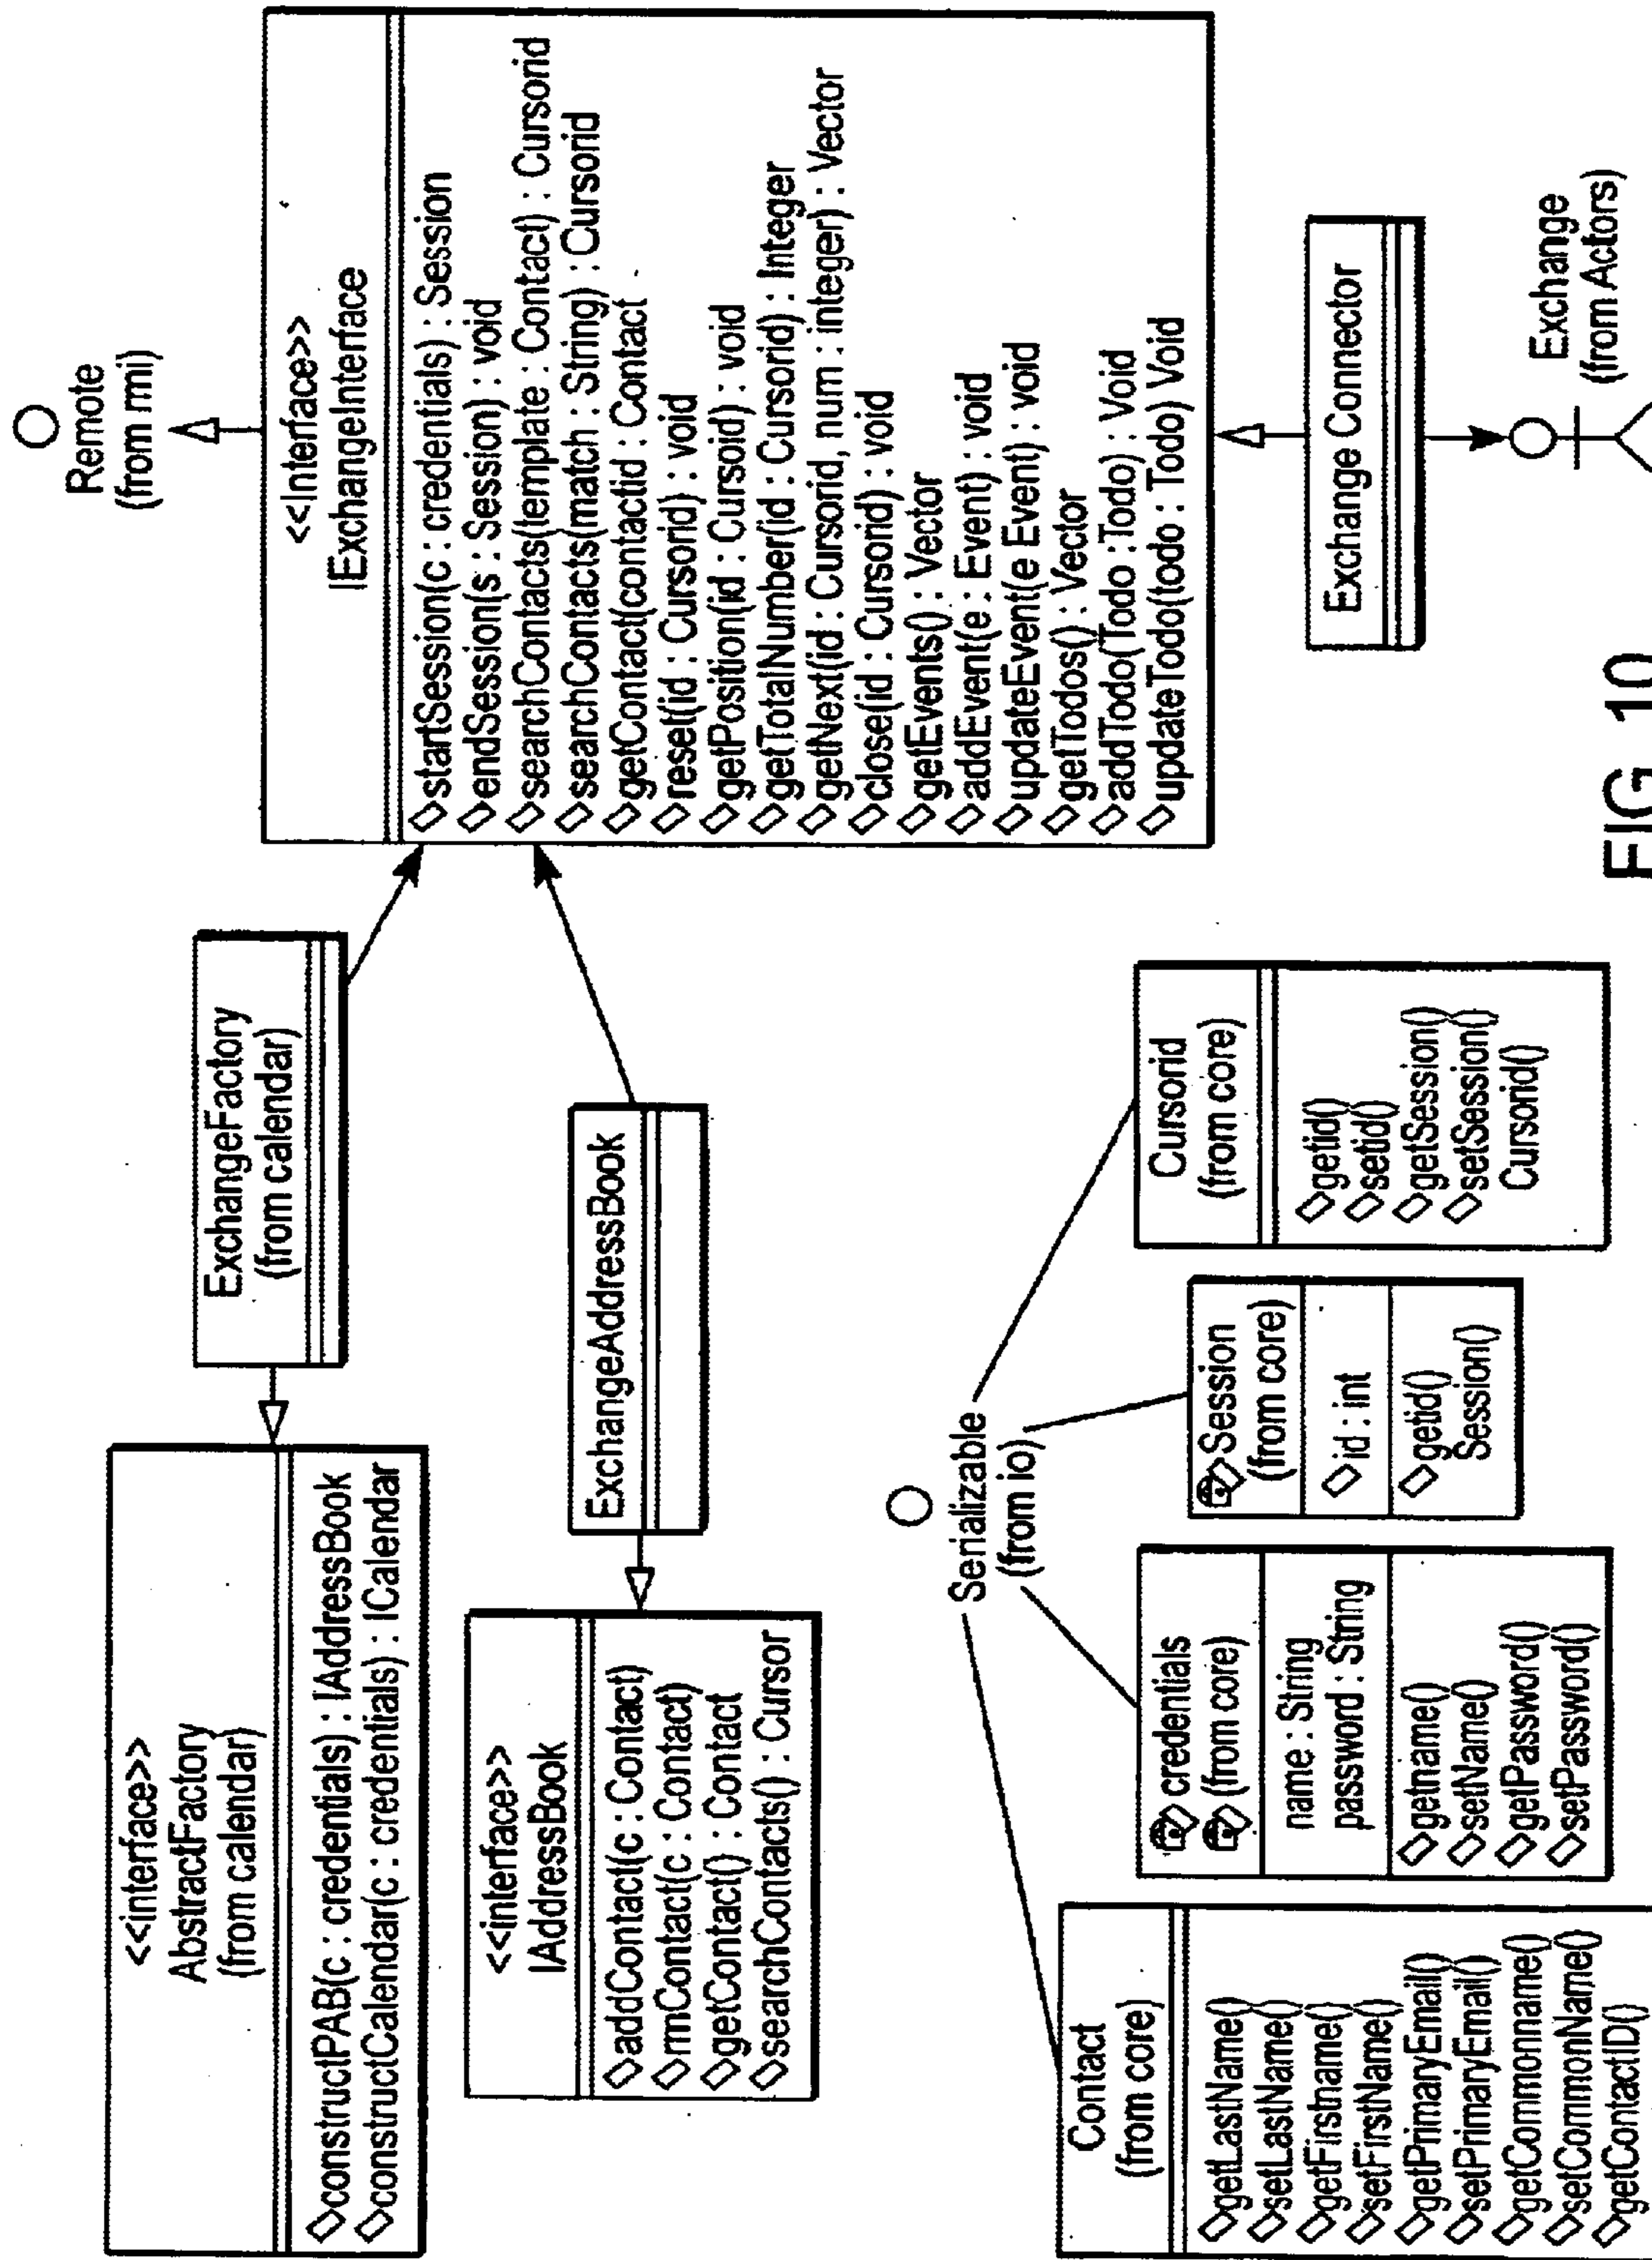 <<interface>>
AbstractFactory
(from calendar)
constructPAB(c : credentials) : IAddressBook
constructCalendar(c : credentials) : ICalendar
ExchangeFactory
(from calendar)
Remote
(from rmi)
<<Interface>>
IExchangeInterface
startSession(c : credentials) : Session
endSession(s : Session) : void
searchContacts(template : Contact) : Cursorid
searchContacts(match : String) : Cursorid
getContact(contactid : Contact
reset(id : Cursorid) : void
getPosition(id : Cursoid) : void
getTotalNumber(id : Cursorid) : Integer
getNext(id : Cursorid, num : integer) : Vector
close(id : Cursorid) : void
getEvents() : Vector
addEvent(e : Event) : void
updateEvent(e Event) : void
getTodos() : Vector
addTodo(Todo :Todo) : Void
updateTodo(todo : Todo) Void
<<interface>>
IAddressBook
addContact(c : Contact)
rmContact(c : Contact)
getContact() : Contact
searchContacts() : Cursor
ExchangeAddressBook
Serializable
(from io)
Contact
(from core)
getLastName()
setLastName()
getFirstname()
setFirstName()
getPrimaryEmail()
setPrimaryEmail()
getCommonname()
setCommonName()
getContactID()
credentials
(from core)
name : String
password : String
getname()
setName()
getPassword()
setPassword()
Session
(from core)
id : int
getid()
Session()
Cursorid
(from core)
getid()
setid()
getSession()
setSession()
Cursorid()
Exchange Connector
Exchange
(from Actors)
FIG. 10